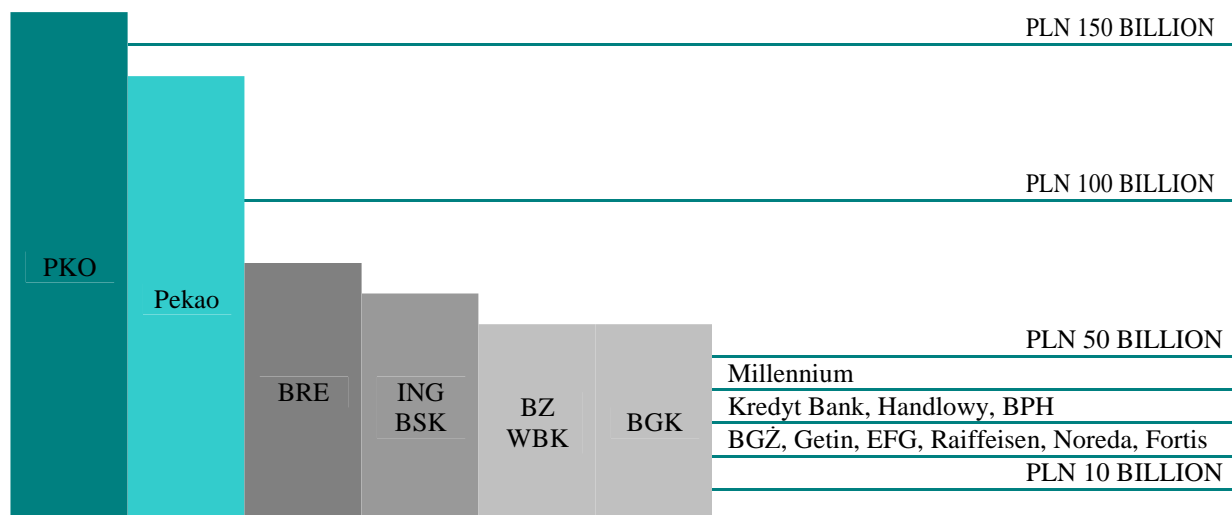 PLN 150 BILLION
PLN 100 BILLION
PKO
Pekao
PLN 50 BILLION
Millennium
BRE
ING
BSK
BZ
WBK
BGK
Kredyt Bank, Handlowy, BPH
BGŻ, Getin, EFG, Raiffeisen, Noreda, Fortis
PLN 10 BILLION